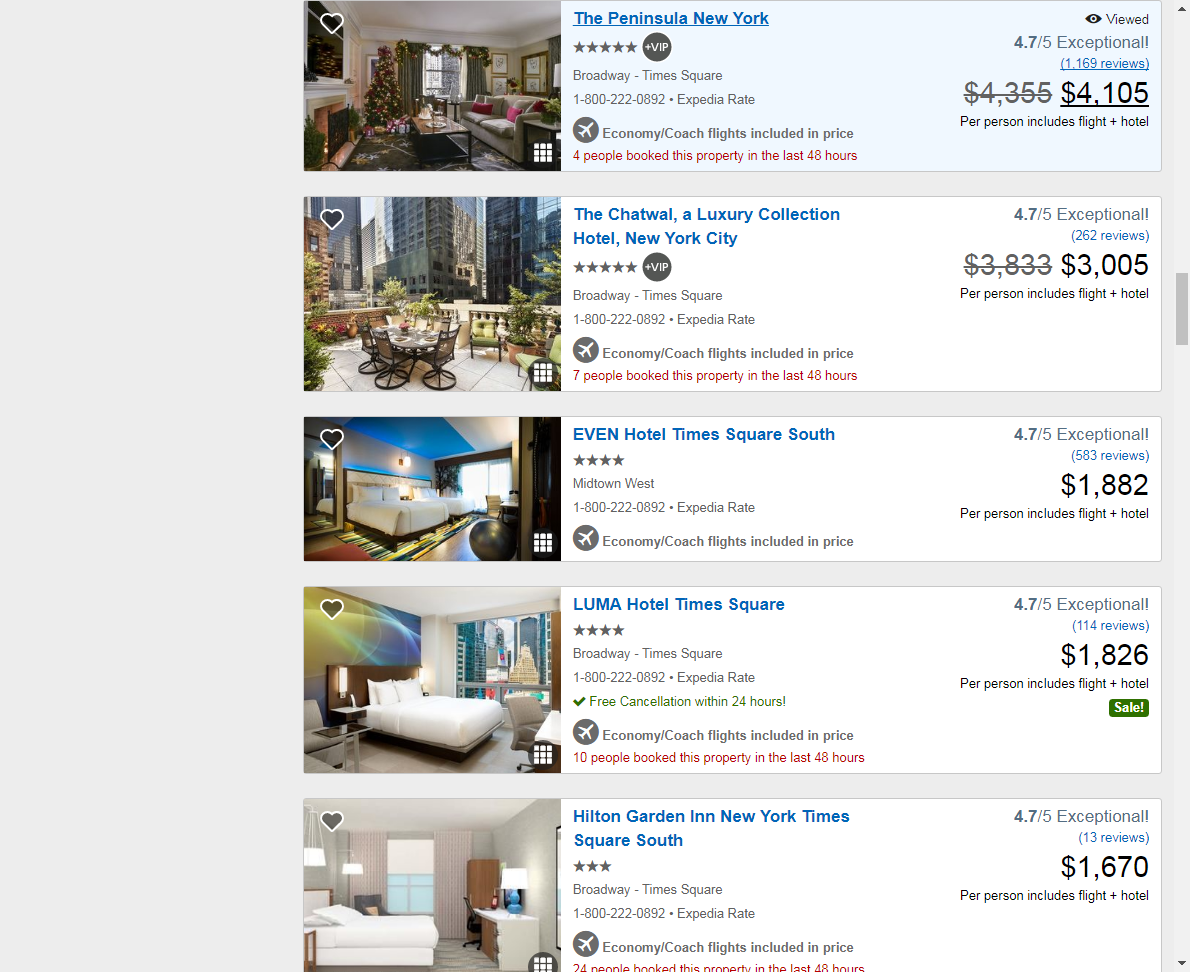 The Peninsula New York
Viewed
+VIP
4.7/5 Exceptional!
(1,169 reviews)
Broadway - Times Square
$4,355 $4,105
1-800-222-0892 • Expedia Rate
Per person includes flight + hotel
Economy/Coach flights included in price
4 people booked this property in the last 48 hours
The Chatwal, a Luxury Collection
Hotel, New York City
4.7/5 Exceptional!
(262 reviews)
+VIP
$3,833 $3,005
Broadway - Times Square
Per person includes flight + hotel
1-800-222-0892 • Expedia Rate
Economy/Coach flights included in price
7 people booked this property in the last 48 hours
EVEN Hotel Times Square South
4.7/5 Exceptional!
(583 reviews)
Midtown West
$1,882
1-800-222-0892 • Expedia Rate
Per person includes flight + hotel
Economy/Coach flights included in price
LUMA Hotel Times Square
4.7/5 Exceptional!
(114 reviews)
Broadway - Times Square
$1,826
1-800-222-0892 • Expedia Rate
Per person includes flight + hotel
Free Cancellation within 24 hours!
Sale!
Economy/Coach flights included in price
10 people booked this property in the last 48 hours
Hilton Garden Inn New York Times
Square South
4.7/5 Exceptional!
(13 reviews)
$1,670
Broadway - Times Square
Per person includes flight + hotel
1-800-222-0892 • Expedia Rate
Economy/Coach flights included in price
24 people booked this property in the last 48 hours